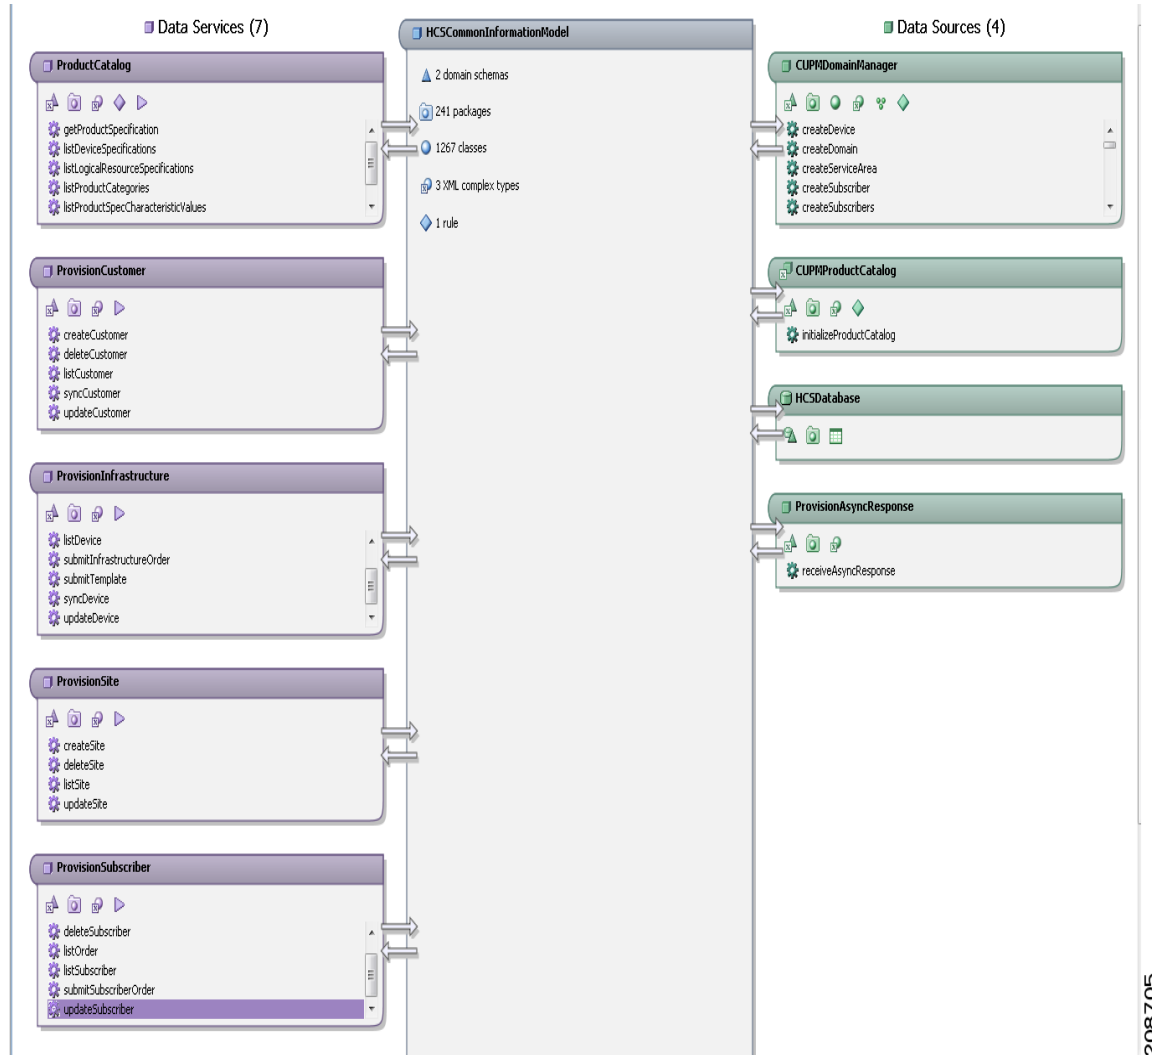 Data Services (7)
ProductCatalog
getProductSpecification
listDeviceSpecifications
listLogicalResourceSpecifications
listProductCategories
listProductSpecCharacteristicValues
ProvisionCustomer
createCustomer
deleteCustomer
listCustomer
syncCustomer
updateCustomer
ProvisionInfrastructure
listDevice
submitInfrastructureOrder
submitTemplate
syncDevice
updateDevice
ProvisionSite
createSite
deleteSite
listSite
updateSite
ProvisionSubscriber
deleteSubscriber
listOrder
listSubscriber
submitSubscriberOrder
updateSubscriber
HCSCommonInformationModel
2 domain schemas
241 packages
1267 classes
3 XML complex types
1 rule
Data Sources (4)
CUPMDomainManager
createDevice
createDomain
createServiceArea
createSubscriber
createSubscribers
CUPMProductCatalog
initializeProductCatalog
HCSDatabase
ProvisionAsyncResponse
receiveAsyncResponse